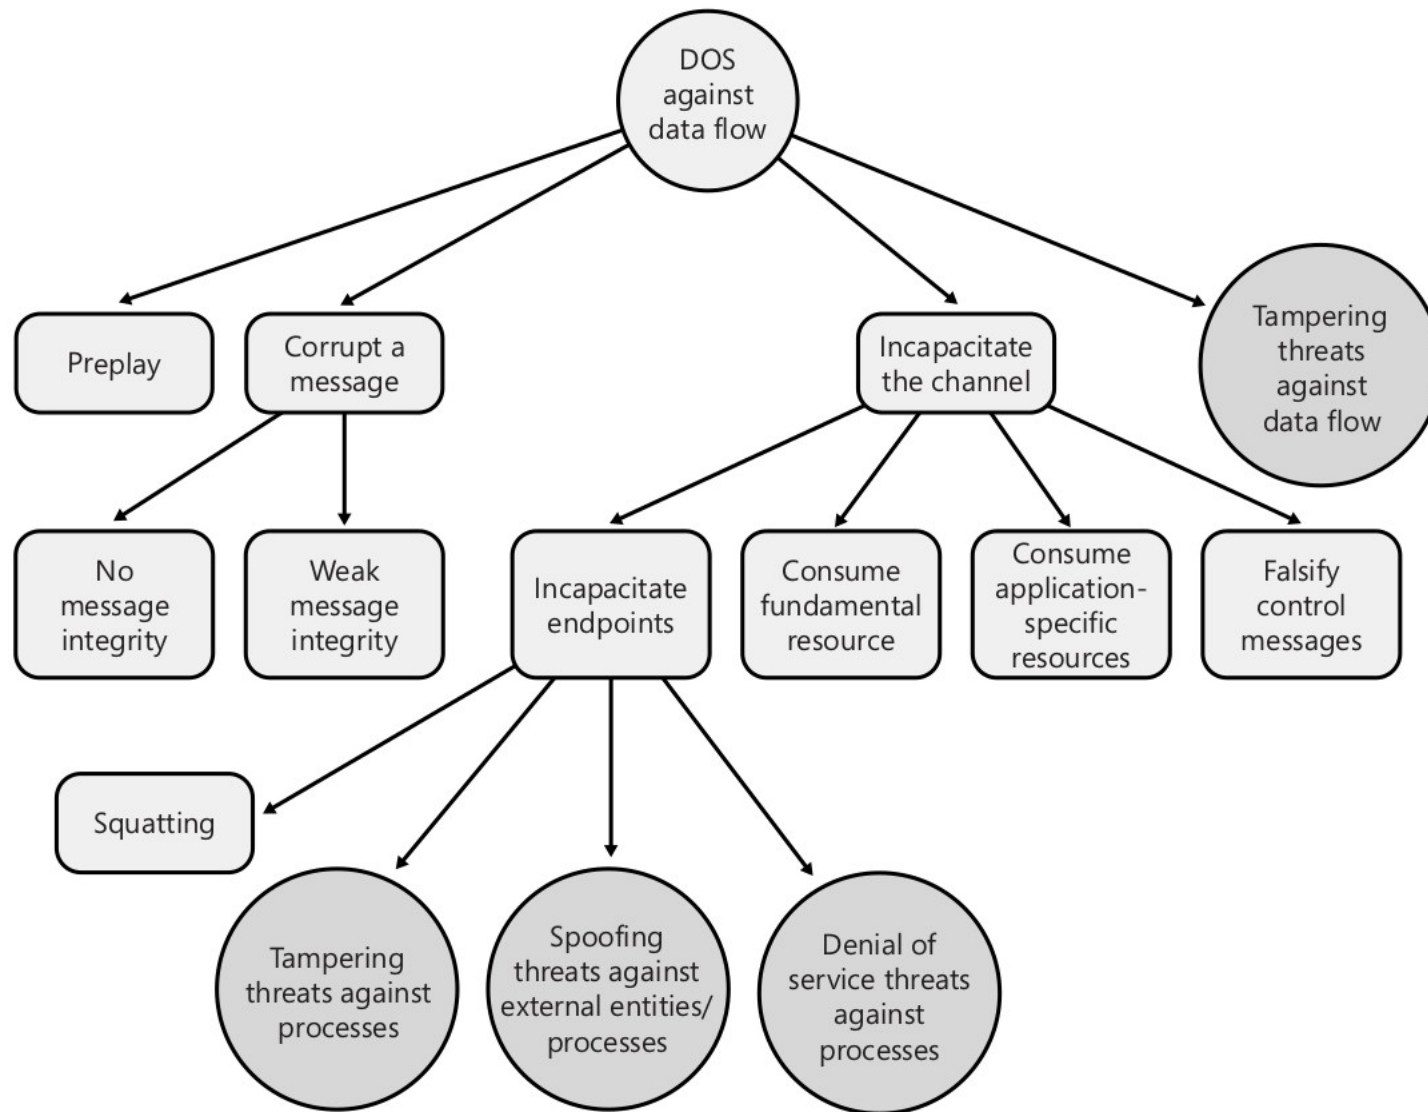 DOS
against
data flow
Preplay
Corrupt a
message
Incapacitate
the channel
Tampering
threats
against
data flow
No
message
integrity
Weak
message
integrity
Incapacitate
endpoints
Consume
fundamental
resource
Consume
application-
specific
resources
Falsify
control
messages
Squatting
Tampering
threats against
processes
Spoofing
threats against
external entities/
processes
Denial of
service threats
against
processes